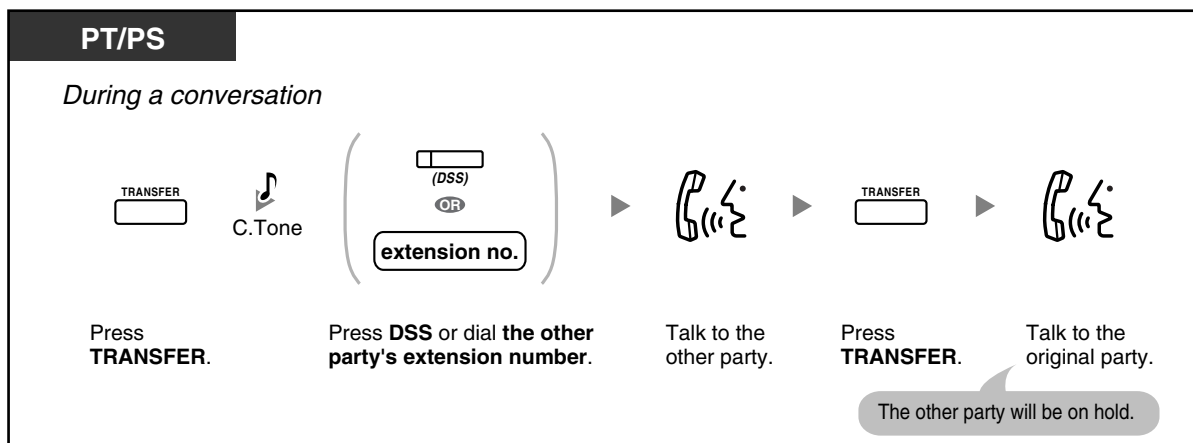 PT/PS
During a conversation
TRANSFER
C.Tone
(DSS)
OR
extension no.
TRANSFER
Press
TRANSFER.
Press DSS or dial the other
party's extension number.
Talk to the
other party.
Press
TRANSFER.
Talk to the
original party.
The other party will be on hold.